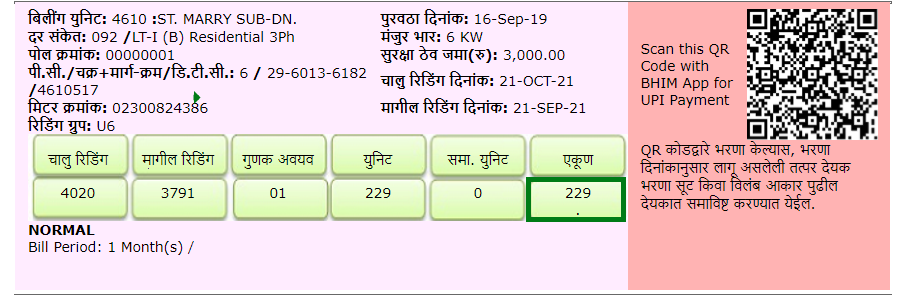 बिलींग युनिट: 4610 :ST. MARRY SUB-DN.
दर संकेत: 092 /LT-I (B) Residential 3Ph
पोल क्रमांक: 00000001
पी.सी./चक्र+मार्ग-क्रम/डि.टी.सी.: 6 / 29-6013-6182
/4610517
मिटर क्रमांक: 02300824386
रिडिंग ग्रुप: U6
पुरवठा दिनांक: 16-Sep-19
मंजुर भार: 6 KW
सुरक्षा ठेव जमा(रु): 3,000.00
चालु रिडिंग दिनांक: 21-OCT-21
मागील रिडिंग दिनांक: 21-SEP-21
चालु रिडिंग मागील रिडिंग गुणक अवयव युनिट समा. युनिट एकूण
4020 3791 01 229 0 229
.
NORMAL
Bill Period: 1 Month(s) /
Scan this QR
Code with
BHIM App for
UPI Payment
QR कोडद्वारे भरणा केल्यास, भरणा
दिनांकानुसार लागू असलेली तत्पर देयक
भरणा सूट किवा विलंब आकार पुढील
देयकात समाविष्ट करण्यात येईल.